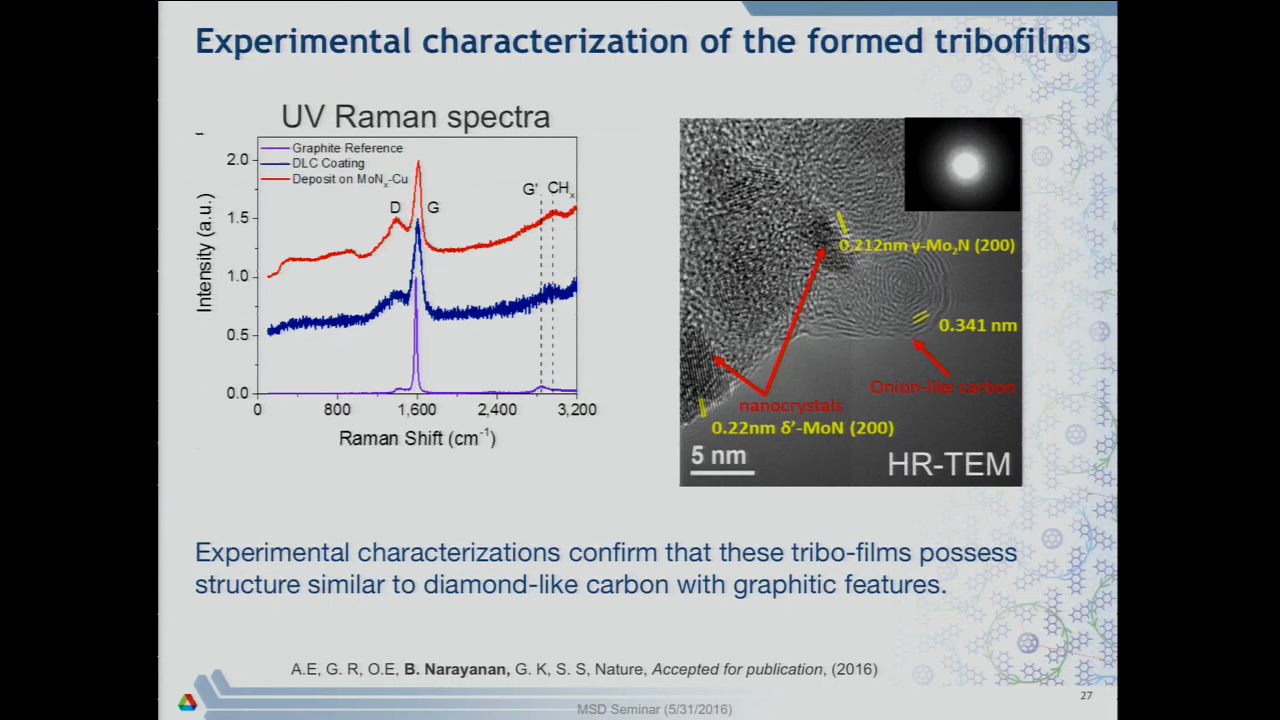 Experimental characterization of the formed tribofilms
UV Raman spectra
Graphite Reference
DLC Coating
Deposit on MoNx-Cu
D
G
G'
CHx
2.0
1.5
1.0
0.5
0.0
Intensity (a.u.)
0
800
1,600
2,400
3,200
Raman Shift (cm-1)
0.212nm γ-Mo2N (200)
0.341 nm
Onion-like carbon
nanocrystals
0.22nm δ'-MoN (200)
5 nm
HR-TEM
Experimental characterizations confirm that these tribo-films possess
structure similar to diamond-like carbon with graphitic features.
A.E, G. R, O.E, B. Narayanan, G. K, S. S, Nature, Accepted for publication, (2016)
27
MSD Seminar (5/31/2016)